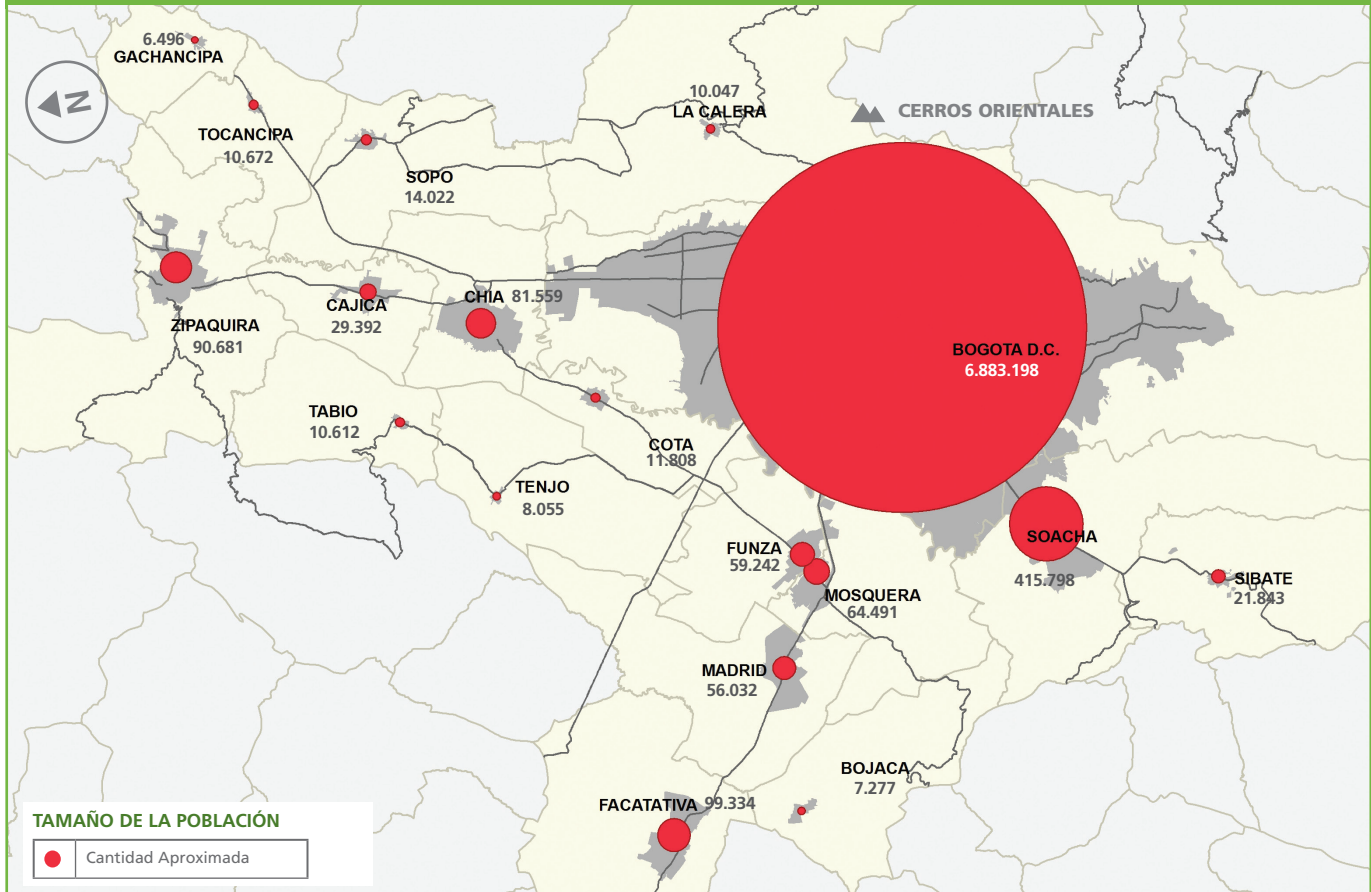 6.496
GACHANCIPA
N
TOCANCIPA
10.672
SOPO
14.022
10.047
LA CALERA
CERROS ORIENTALES
ZIPAQUIRA
90.681
CAJICA
29.392
CHIA 81.559
BOGOTA D.C.
6.883.198
TABIO
10.612
COTA
11.808
TENJO
8.055
FUNZA
59.242
MOSQUERA
64.491
SOACHA
415.798
SIBATE
21.843
MADRID
56.032
BOJACA
7.277
FACATATIVA 99.334
TAMAÑO DE LA POBLACIÓN
Cantidad Aproximada